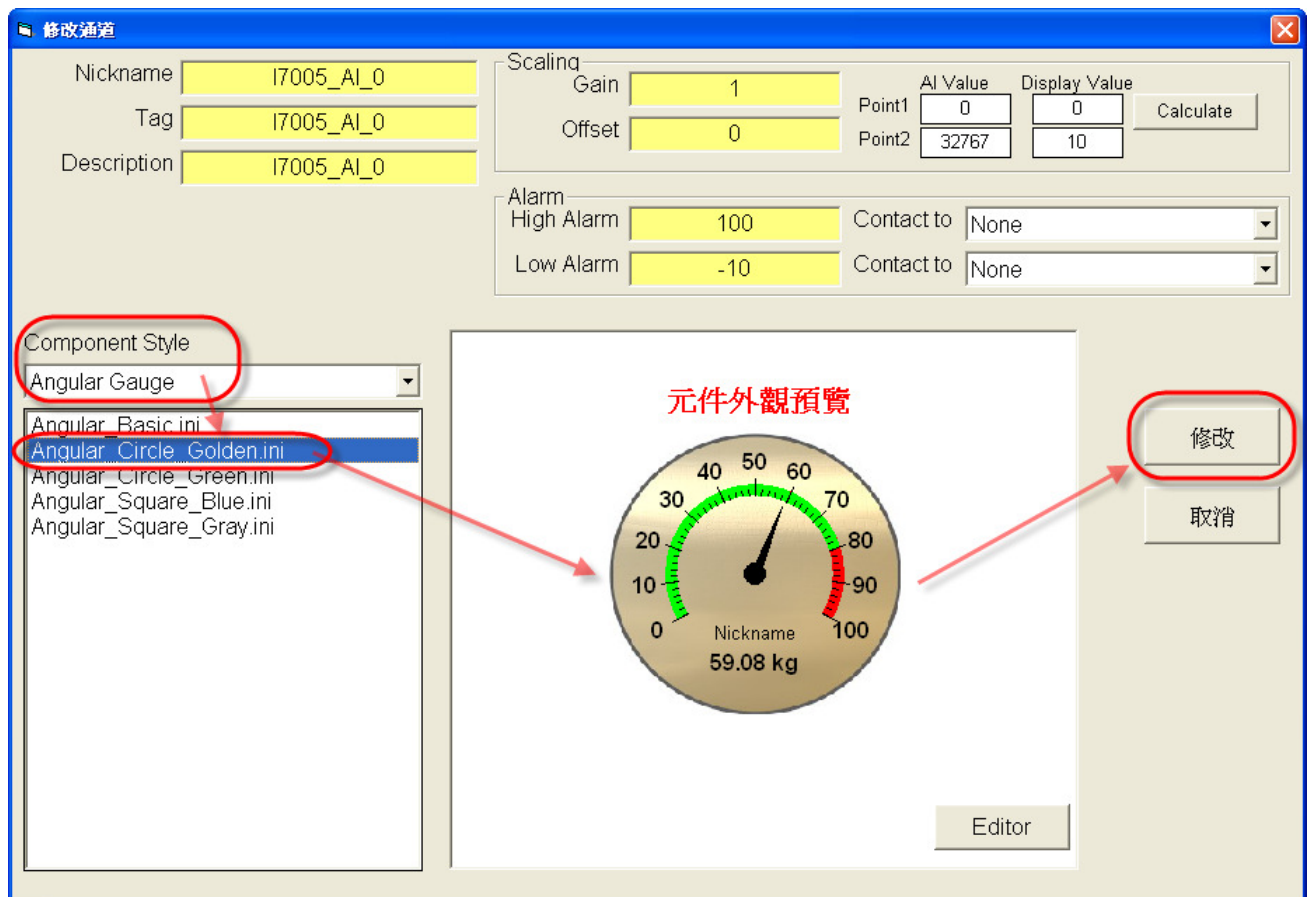 修改通道
Nickname I7005_AI_0
Tag I7005_AI_0
Description I7005_AI_0
Scaling
Gain 1
Offset 0
AI Value Display Value
Point1 0 0 Calculate
Point2 32767 10
Alarm
High Alarm 100 Contact to None
Low Alarm -10 Contact to None
Component Style
Angular Gauge
Angular_Basic.ini
Angular_Circle_Golden.ini
Angular_Circle_Green.ini
Angular_Square_Blue.ini
Angular_Square_Gray.ini
元件外觀預覽
0 10 20 30 40 50 60 70 80 90 100
Nickname
59.08 kg
Editor
修改
取消